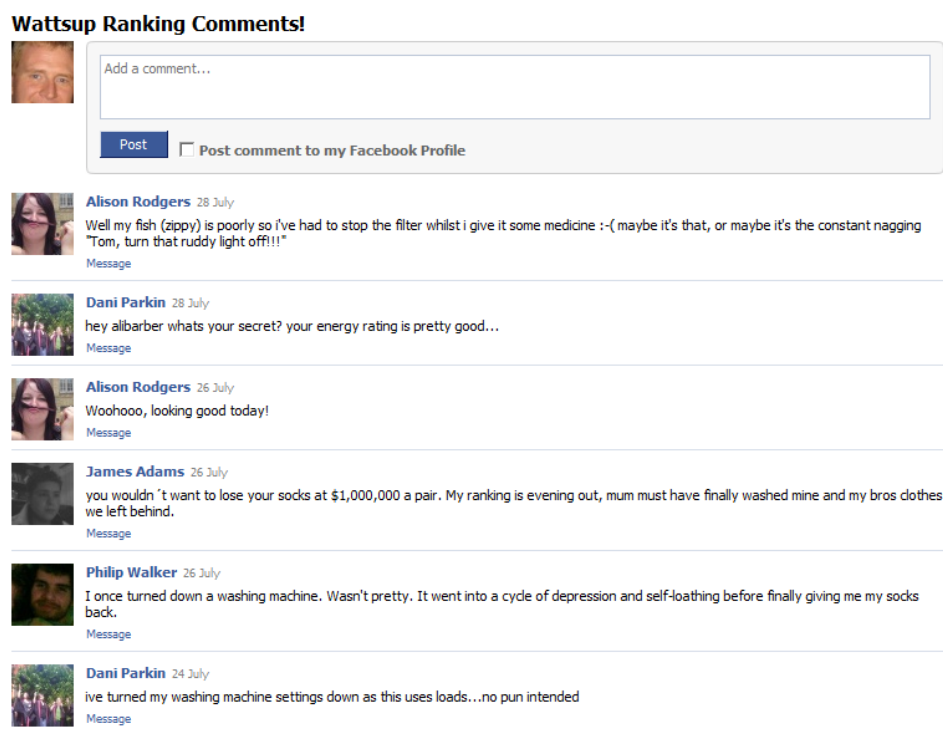 Wattsup Ranking Comments!
Add a comment...
Post
Post comment to my Facebook Profile
Alison Rodgers 28 July
Well my fish (zippy) is poorly so i've had to stop the filter whilst i give it some medicine :-( maybe it's that, or maybe it's the constant nagging
"Tom, turn that ruddy light off!!!"
Message
Dani Parkin 28 July
hey alibarber whats your secret? your energy rating is pretty good...
Message
Alison Rodgers 26 July
Woohooo, looking good today!
Message
James Adams 26 July
you wouldn´t want to lose your socks at $1,000,000 a pair. My ranking is evening out, mum must have finally washed mine and my bros clothes
we left behind.
Message
Philip Walker 26 July
I once turned down a washing machine. Wasn't pretty. It went into a cycle of depression and self-loathing before finally giving me my socks
back.
Message
Dani Parkin 24 July
ive turned my washing machine settings down as this uses loads...no pun intended
Message